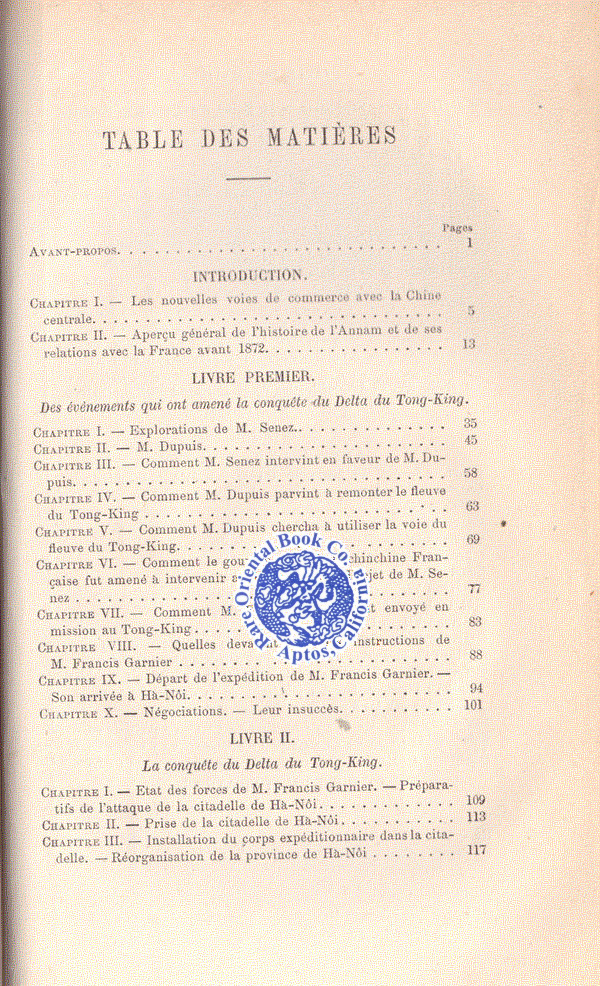 TABLE DES MATIÈRES
Pages
AVANT-PROPOS. . . . . . . . . . . . . . . . . . . . . . . . . . . . 1
INTRODUCTION.
CHAPITRE I. — Les nouvelles voies de commerce avec la Chine
centrale. . . . . . . . . . . . . . . . . . . . . . . . . . . . . . 5
CHAPITRE II. — Aperçu général de l'histoire de l'Annam et de ses
relations avec la France avant 1872. . . . . . . . . . . . . . . . 13
LIVRE PREMIER.
Des événements qui ont amené la conquête du Delta du Tong-King.
CHAPITRE I. — Explorations de M. Senez. . . . . . . . . . . . . . 35
CHAPITRE II. — M. Dupuis. . . . . . . . . . . . . . . . . . . . . 45
CHAPITRE III. — Comment M. Senez intervint en faveur de M. Du-
puis. . . . . . . . . . . . . . . . . . . . . . . . . . . . . . . . 58
CHAPITRE IV. — Comment M. Dupuis parvint à remonter le fleuve
du Tong-King . . . . . . . . . . . . . . . . . . . . . . . . . . . 63
CHAPITRE V. — Comment M. Dupuis chercha à utiliser la voie du
fleuve du Tong-King. . . . . . . . . . . . . . . . . . . . . . . . 69
CHAPITRE VI. — Comment le gou chinchine Fran-
çaise fut amené à intervenir a jet de M. Se-
nez . . . . . . . . . . . . . . . . . . . . . . . . . . . . . . . . 77
CHAPITRE VII. — Comment M. t envoyé en
mission au Tong-King . . . . . . . . . . . . . . . . . . . . . . . 83
CHAPITRE VIII. — Quelles deva instructions de
M. Francis Garnier . . . . . . . . . . . . . . . . . . . . . . . . 88
CHAPITRE IX. — Départ de l'expédition de M. Francis Garnier. —
Son arrivée à Hà-Nôi. . . . . . . . . . . . . . . . . . . . . . . . 94
CHAPITRE X. — Négociations. — Leur insuccès. . . . . . . . . . . 101
Rare Oriental Book Co.
Aptos, California
LIVRE II.
La conquête du Delta du Tong-King.
CHAPITRE I. — Etat des forces de M. Francis Garnier. — Prépara-
tifs de l'attaque de la citadelle de Hà-Nôi. . . . . . . . . . . . 109
CHAPITRE II. — Prise de la citadelle de Hà-Nôi. . . . . . . . . . 113
CHAPITRE III. — Installation du corps expéditionnaire dans la cita-
delle. — Réorganisation de la province de Hà-Nôi . . . . . . . . 117